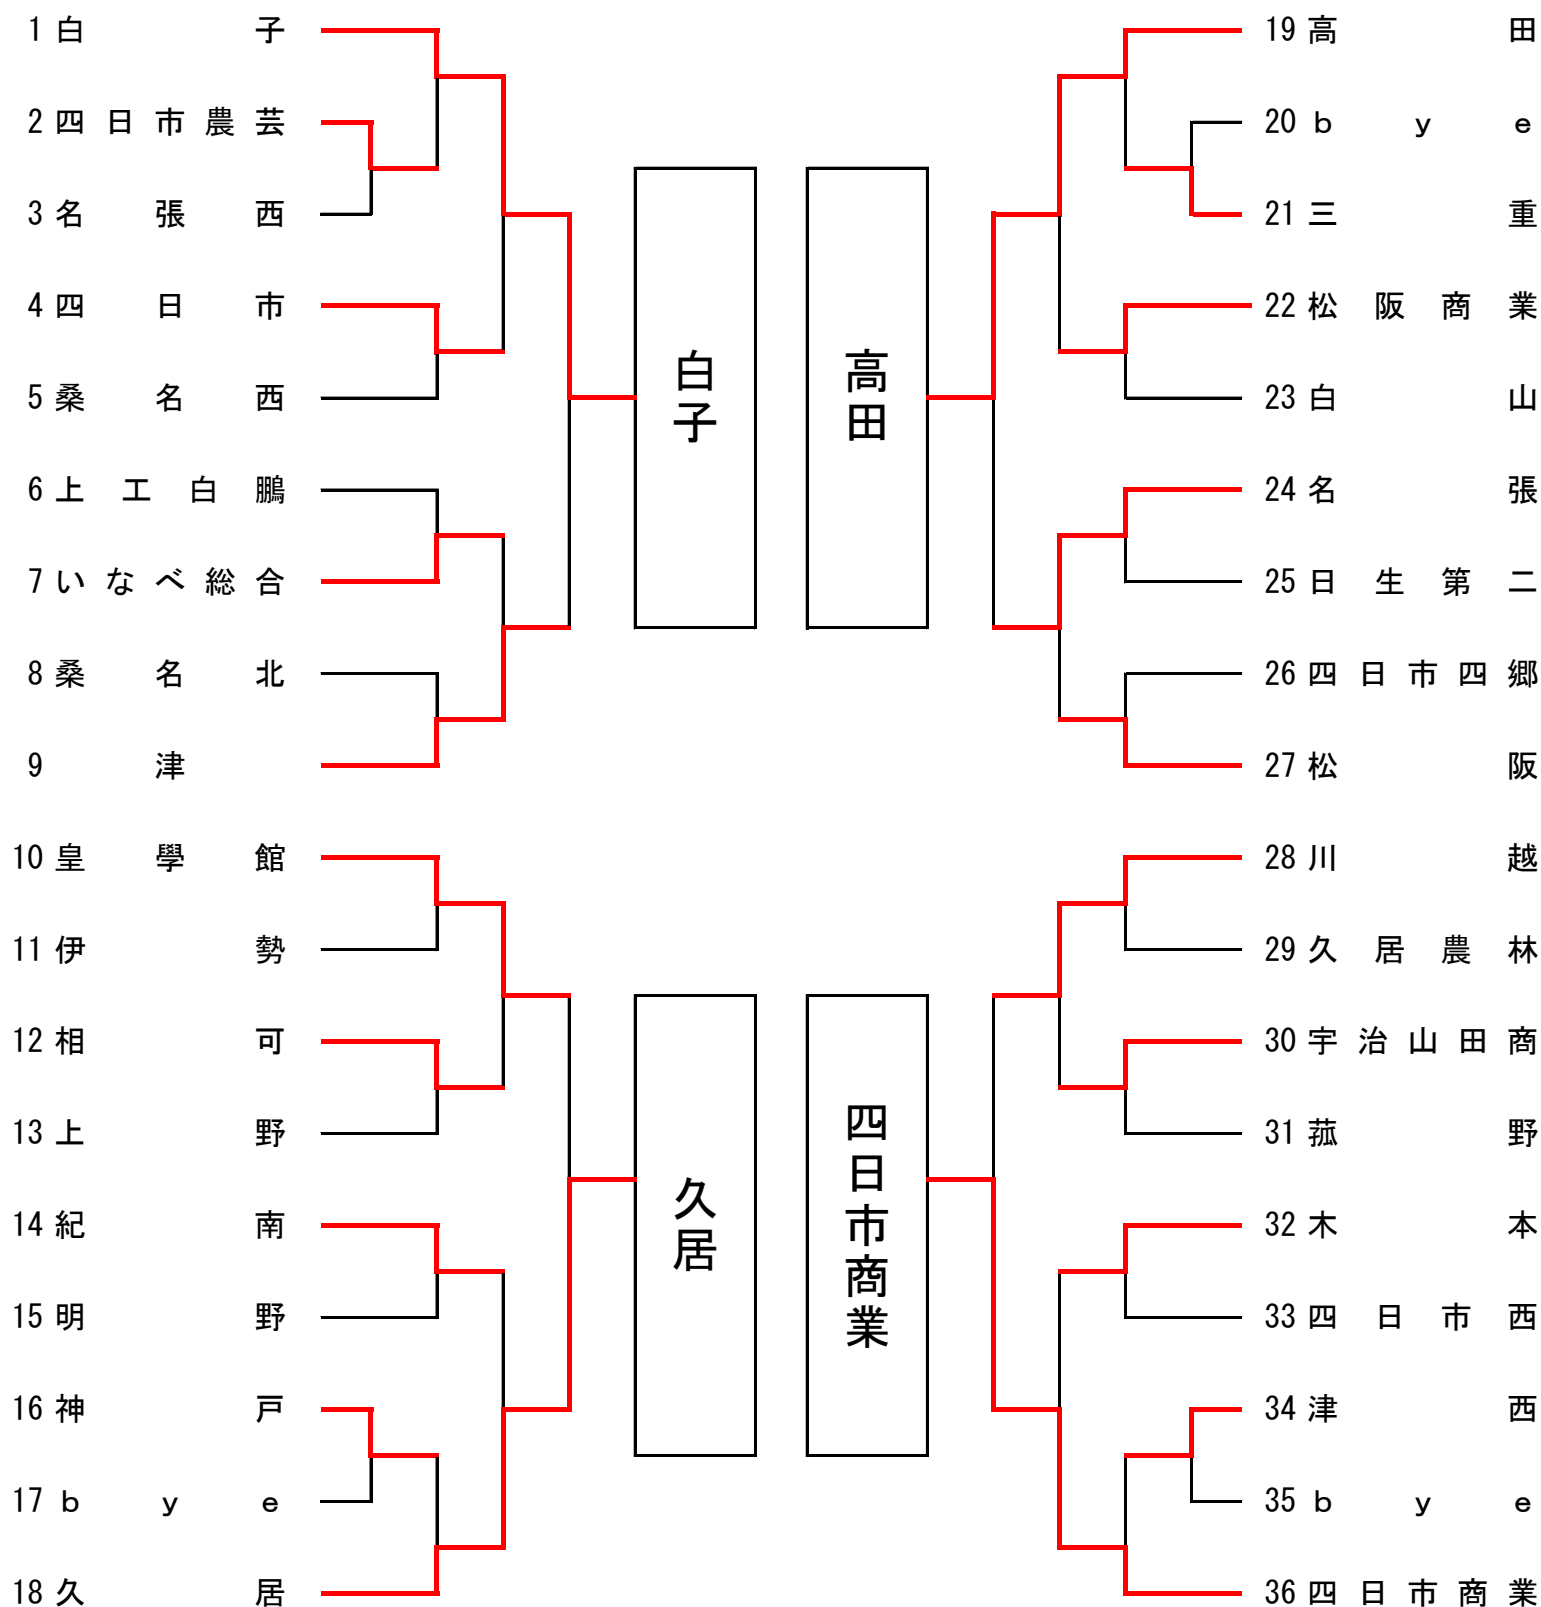 1 白子
2 四日市農芸
3 名張西
4 四日市
5 桑名西
6 上工白鵬
7 いなべ総合
8 桑名北
9 津
10 皇學館
11 伊勢
12 相可
13 上野
14 紀南
15 明野
16 神戸
17 ｂｙｅ
18 久居
白子
久居
高田
四日市商業
19 高田
20 ｂｙｅ
21 三重
22 松阪商業
23 白山
24 名張
25 日生第二
26 四日市四郷
27 松阪
28 川越
29 久居農林
30 宇治山田商
31 菰野
32 木本
33 四日市西
34 津西
35 ｂｙｅ
36 四日市商業